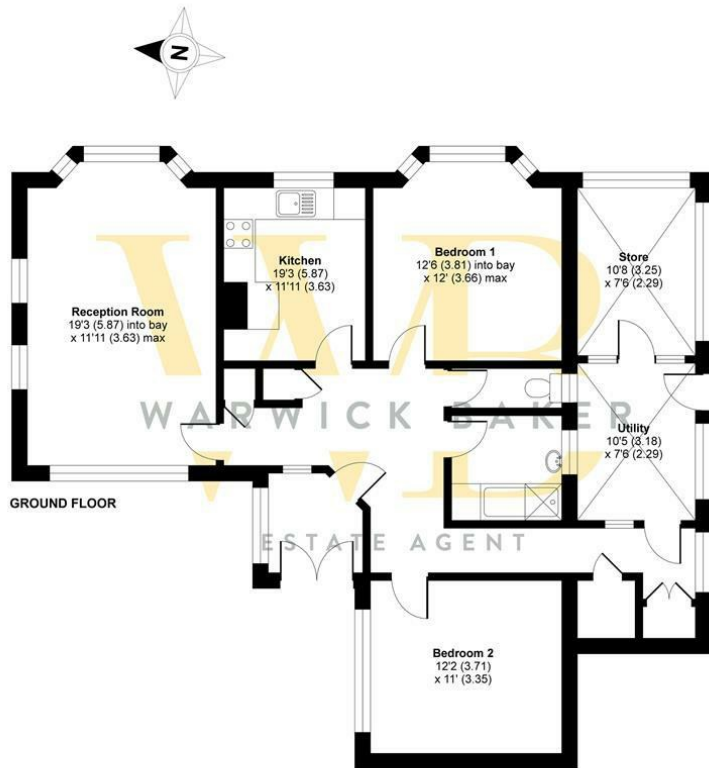 N
Reception Room
19'3 (5.87) into bay
x 11'11 (3.63) max
Kitchen
19'3 (5.87)
x 11'11 (3.63)
Bedroom 1
12'6 (3.81) into bay
x 12' (3.66) max
Store
10'8 (3.25)
x 7'6 (2.29)
Utility
10'5 (3.18)
x 7'6 (2.29)
WB
WARWICK BAKER
ESTATE AGENT
GROUND FLOOR
Bedroom 2
12'2 (3.71)
x 11' (3.35)